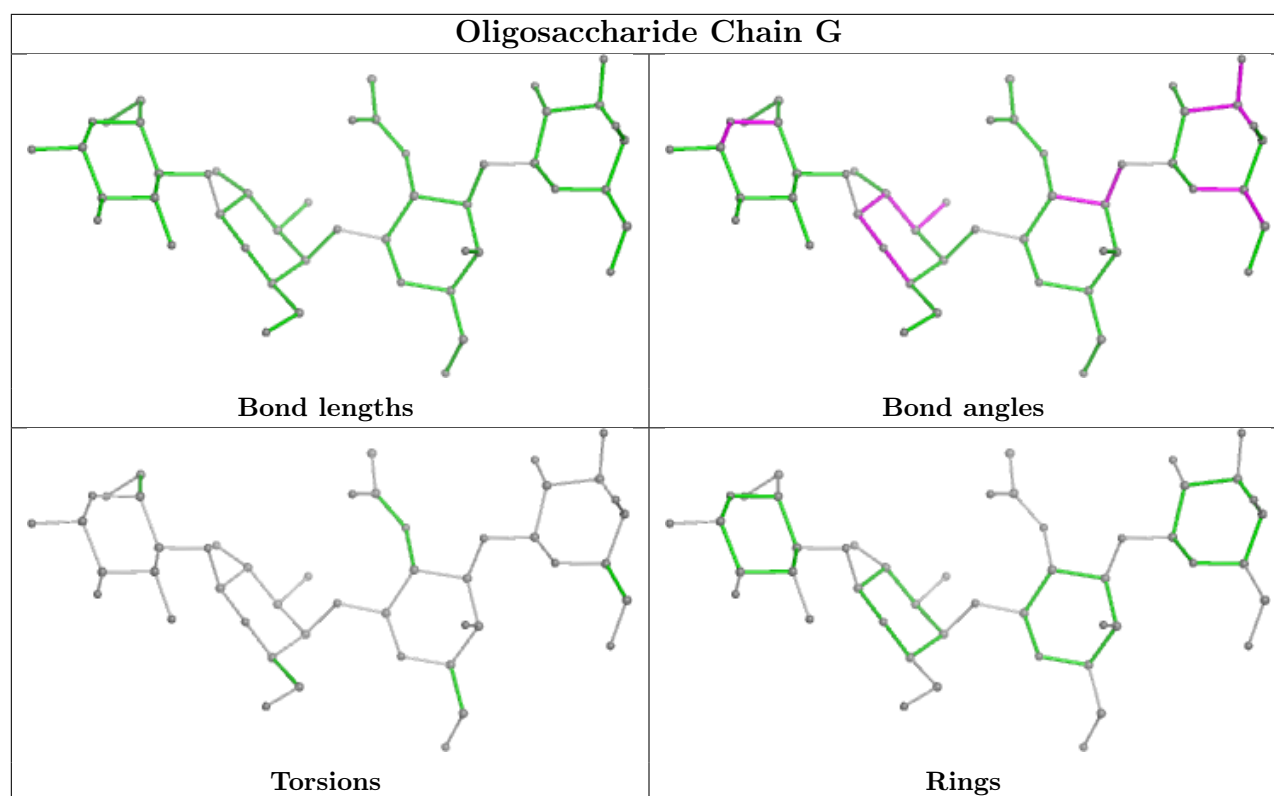 Oligosaccharide Chain G
Bond lengths
Bond angles
Torsions
Rings